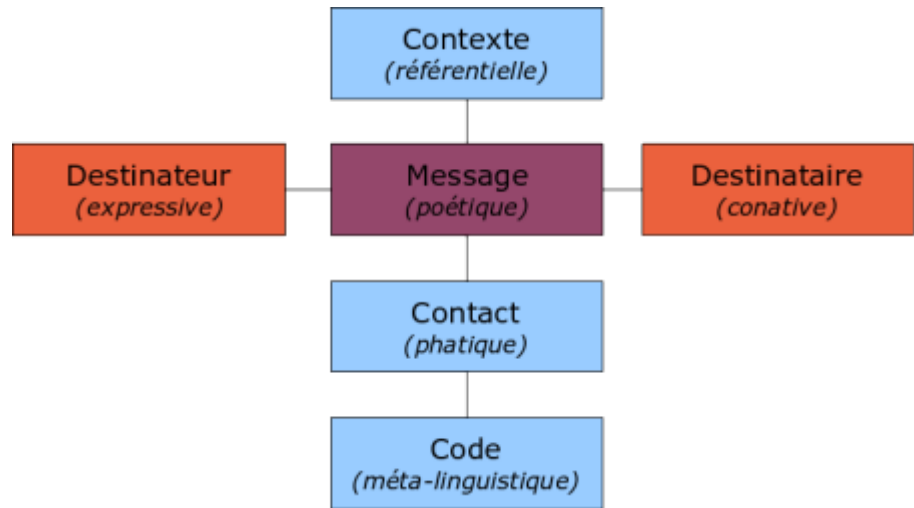 Contexte
(référentielle)
Destinateur
(expressive)
Message
(poétique)
Destinataire
(conative)
Contact
(phatique)
Code
(méta-linguistique)